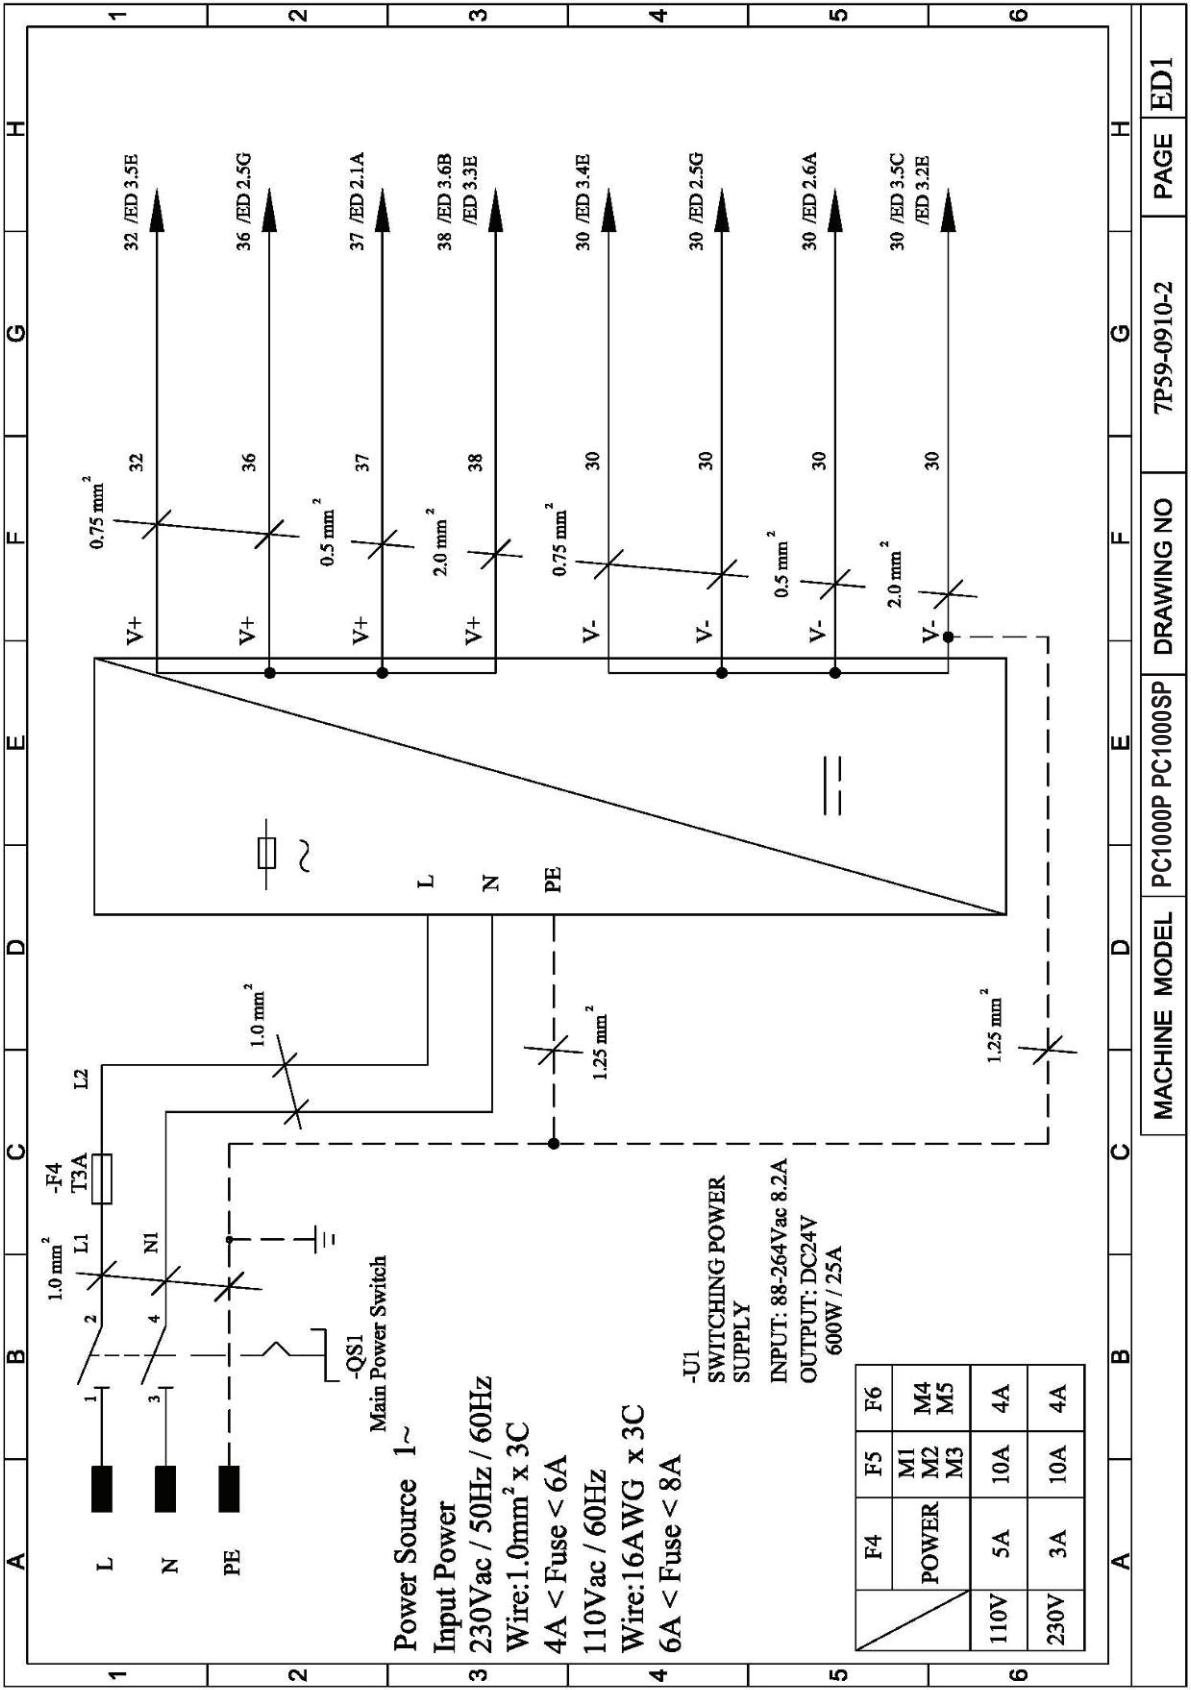 A B C D E F G H
1
2
3
4
5
6
1
2
3
4
5
6
L
N
PE
1 2
3 4
1.0 mm²
L1
N1
-F4
T3A
L2
1.0 mm²
-QS1
Main Power Switch
Power Source 1~
Input Power
230Vac / 50Hz / 60Hz
Wire:1.0mm² x 3C
4A < Fuse < 6A
110Vac / 60Hz
Wire:16AWG x 3C
6A < Fuse < 8A
-U1
SWITCHING POWER
SUPPLY
INPUT: 88-264Vac 8.2A
OUTPUT: DC24V
600W / 25A
1.25 mm²
1.25 mm²
~
L
N
PE
V+
V+
V+
V+
V-
V-
V-
V-
0.75 mm²
0.5 mm²
2.0 mm²
0.75 mm²
0.5 mm²
2.0 mm²
32
36
37
38
30
30
30
30
32 /ED 3.5E
36 /ED 2.5G
37 /ED 2.1A
38 /ED 3.6B
/ED 3.3E
30 /ED 3.4E
30 /ED 2.5G
30 /ED 2.6A
30 /ED 3.5C
/ED 3.2E
F4 F5 F6
POWER M1 M2 M3 M4 M5
110V 5A 10A 4A
230V 3A 10A 4A
A B C D E F G H
MACHINE MODEL PC1000P PC1000SP DRAWING NO 7P59-0910-2 PAGE ED1